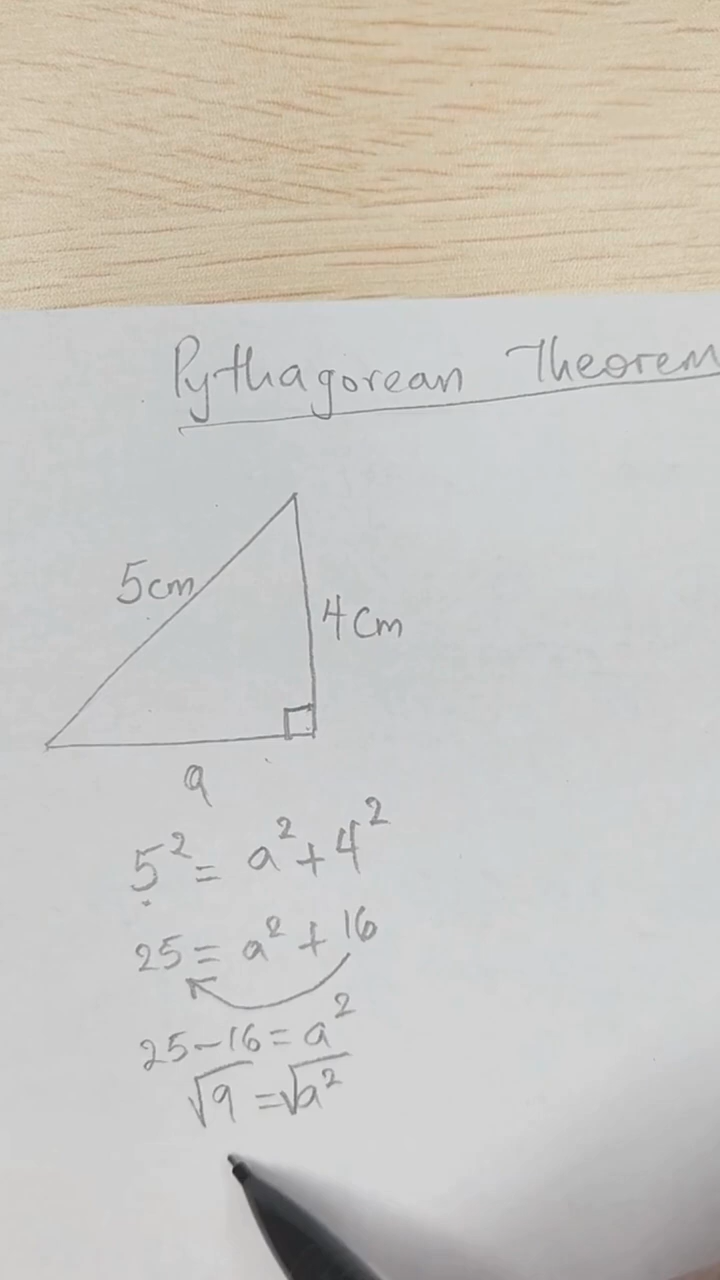 Pythagorean Theorem
5cm
4cm
a
5² = a² + 4²
25 = a² + 16
25-16 = a²
√9 = √a²